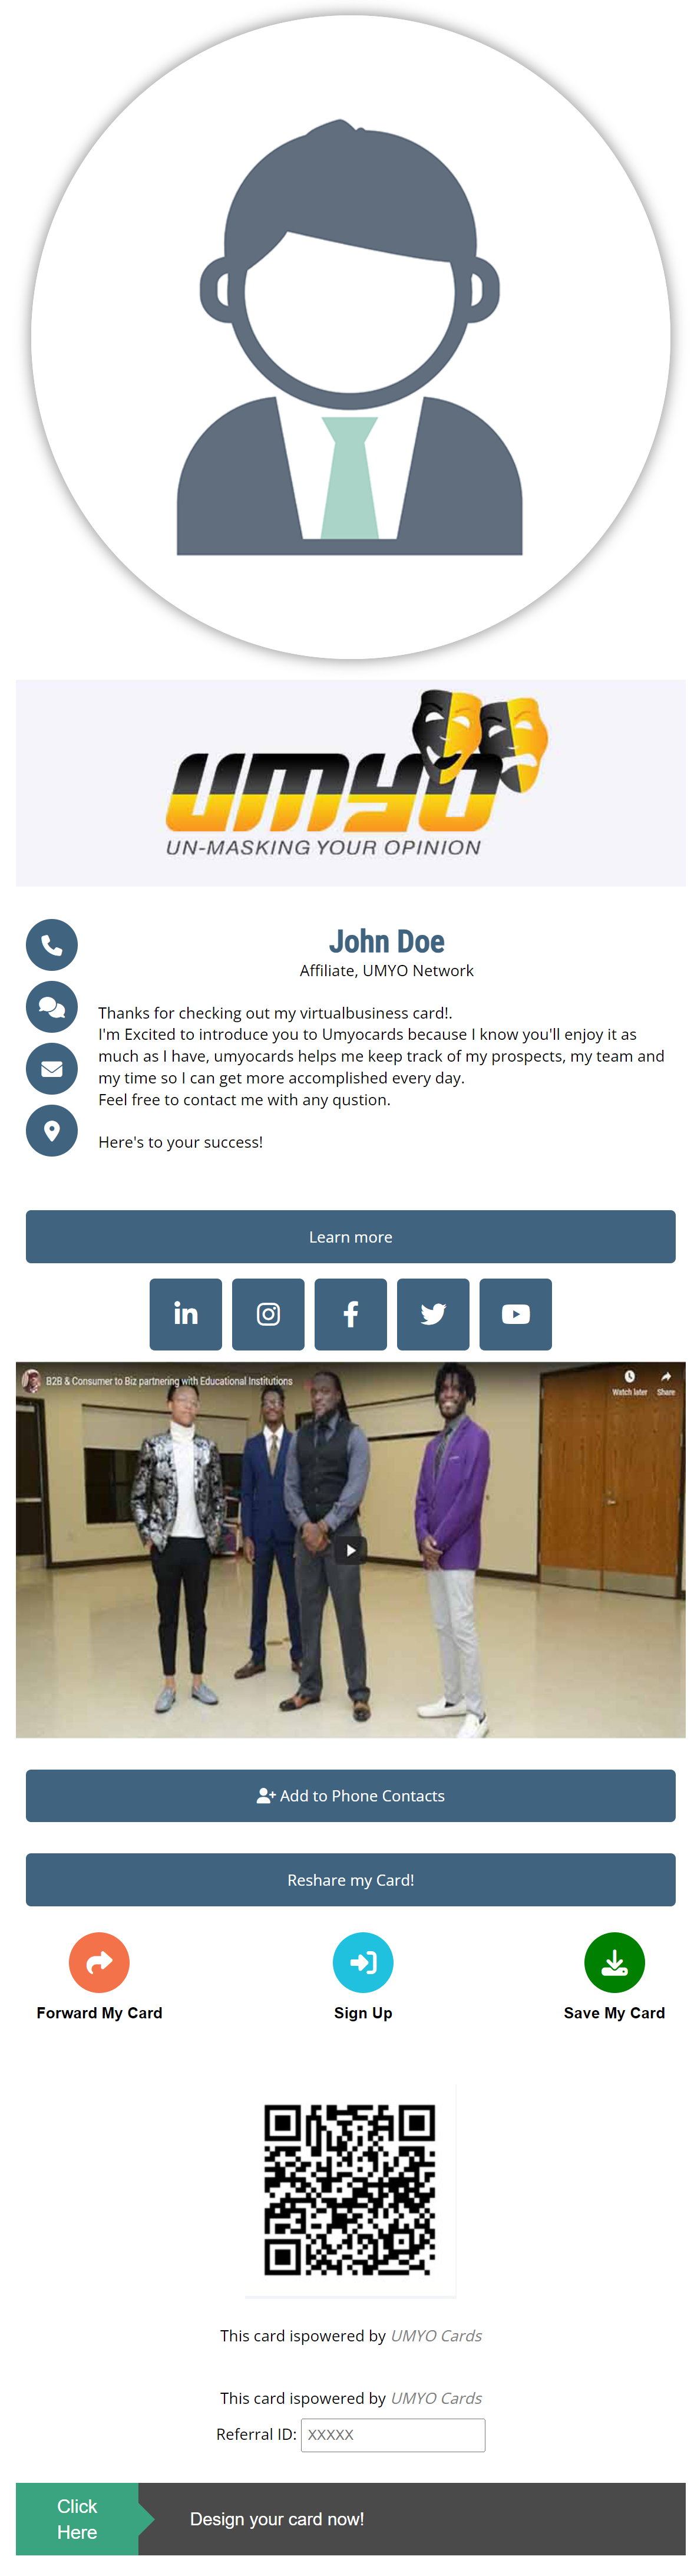 UMYO
UN-MASKING YOUR OPINION
John Doe
Affiliate, UMYO Network
Thanks for checking out my virtualbusiness card!.
I'm Excited to introduce you to Umyocards because I know you'll enjoy it as
much as I have, umyocards helps me keep track of my prospects, my team and
my time so I can get more accomplished every day.
Feel free to contact me with any qustion.
Here's to your success!
Learn more
in
B2B & Consumer to Biz partnering with Educational Institutions
Watch later
Share
Add to Phone Contacts
Reshare my Card!
Forward My Card
Sign Up
Save My Card
This card ispowered by UMYO Cards
This card ispowered by UMYO Cards
Referral ID: XXXXX
Click
Here
Design your card now!